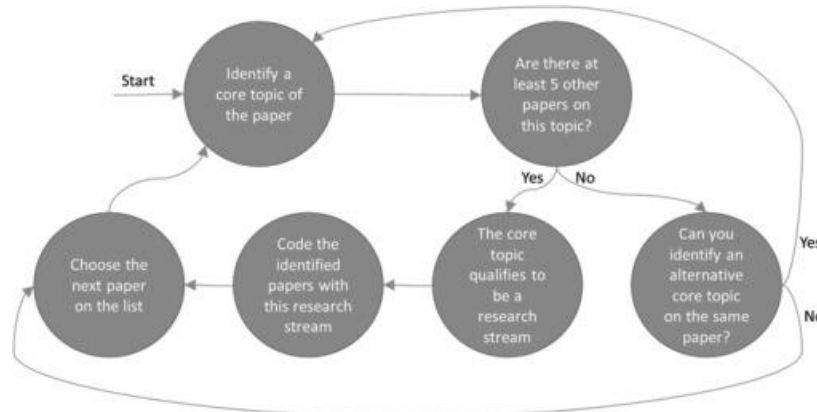 Start
Identify a
core topic of
the paper
Are there at
least 5 other
papers on
this topic?
Yes
No
Choose the
next paper
on the list
Code the
identified
papers with
this research
stream
The core
topic
qualifies to
be a
research
stream
Can you
identify an
alternative
core topic
on the same
paper?
Yes
No